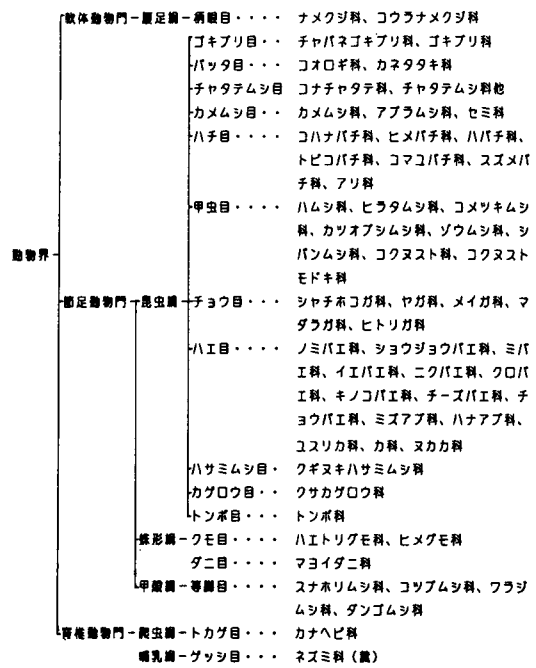 軟体動物門-腹足綱-柄眼目・・・・ ナメクジ科、コウラナメクジ科
ゴキブリ目・・ チャバネゴキブリ科、ゴキブリ科
バッタ目・・・ コオロギ科、カネタタキ科
チャタテムシ目 コナチャタテ科、チャタテムシ科他
カメムシ目・・ カメムシ科、アブラムシ科、セミ科
ハチ目・・・・ コハナバチ科、ヒメバチ科、ハバチ科、
トビコバチ科、コマユバチ科、スズメバ
チ科、アリ科
甲虫目・・・・ ハムシ科、ヒラタムシ科、コメツキムシ
科、カツオブシムシ科、ゾウムシ科、シ
バンムシ科、コクヌスト科、コクヌスト
モドキ科
動物界
節足動物門 昆虫綱 チョウ目・・・ シャチホコガ科、ヤガ科、メイガ科、マ
ダラガ科、ヒトリガ科
ハエ目・・・・ ノミバエ科、ショウジョウバエ科、ミバ
エ科、イエバエ科、ニクバエ科、クロバ
エ科、キノコバエ科、チーズバエ科、チ
ョウバエ科、ミズアブ科、ハナアブ科、
ユスリカ科、カ科、ヌカカ科
ハサミムシ目・ クギヌキハサミムシ科
カゲロウ目・・ クサカゲロウ科
トンボ目・・・ トンボ科
蛛形綱-クモ目・・・・ ハエトリグモ科、ヒメグモ科
ダニ目・・・・ マヨイダニ科
甲殻綱-等脚目・・・・ スナホリムシ科、コツブムシ科、ワラジ
ムシ科、ダンゴムシ科
脊椎動物門-爬虫綱-トカゲ目・・・ カナヘビ科
哺乳綱-ゲッシ目・・・ ネズミ科(糞)